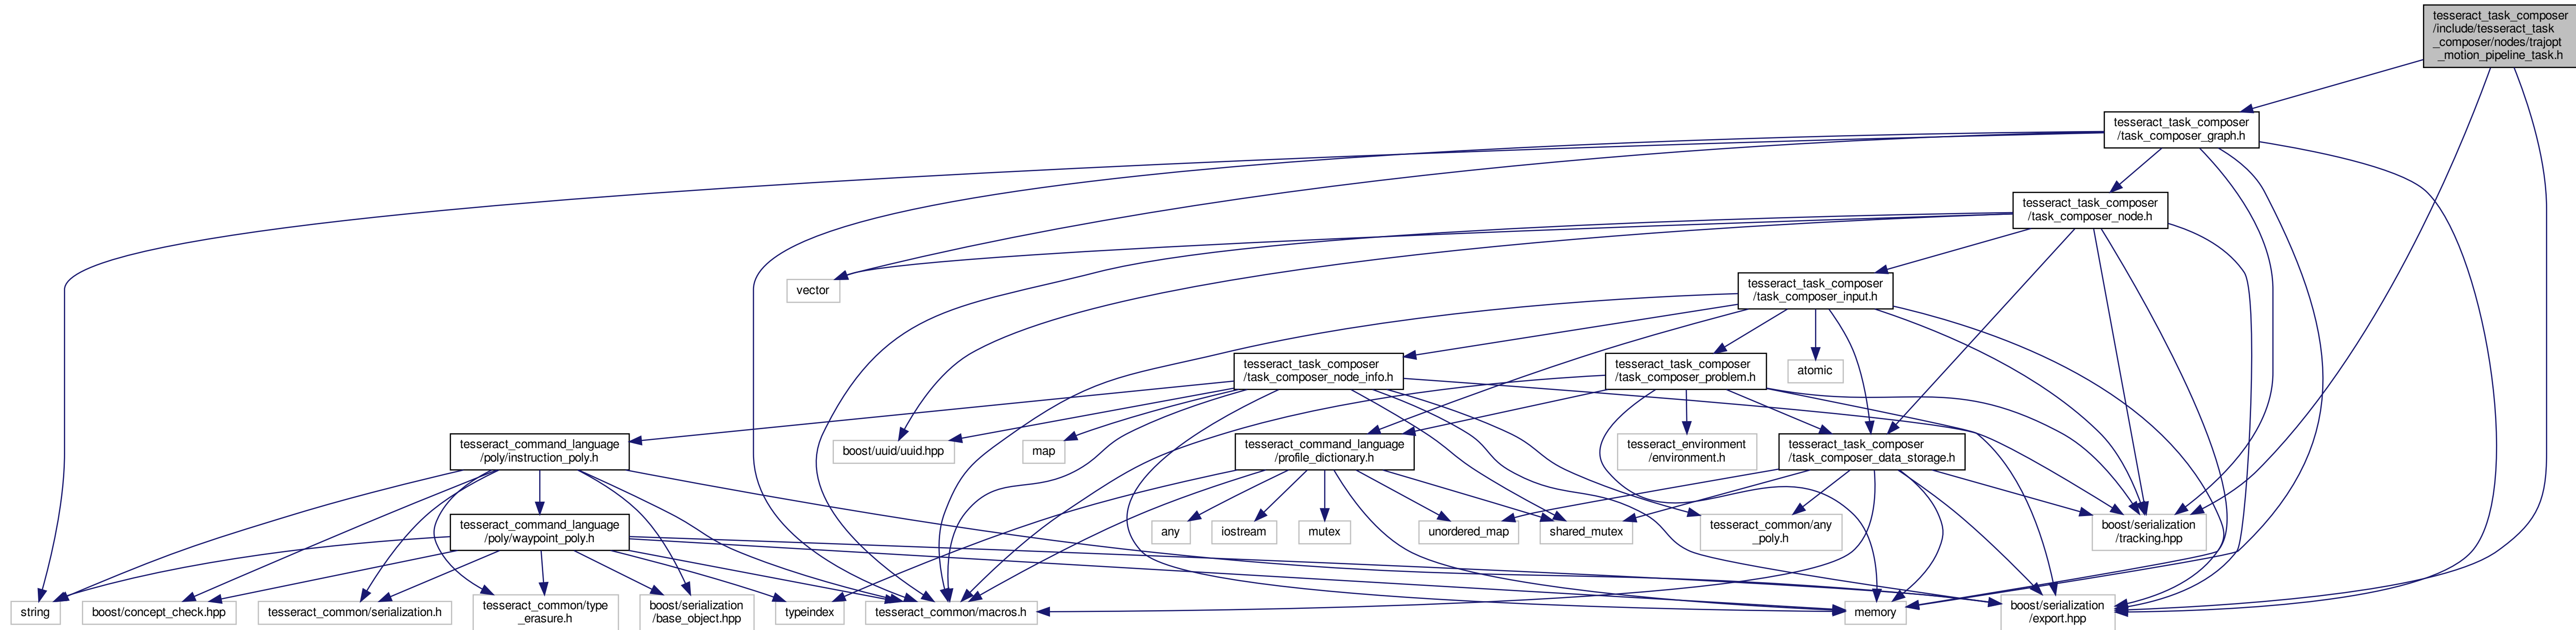 tesseract_task_composer
/include/tesseract_task
_composer/nodes/trajopt
_motion_pipeline_task.h
tesseract_task_composer
/task_composer_graph.h
tesseract_task_composer
/task_composer_node.h
vector
tesseract_task_composer
/task_composer_input.h
tesseract_task_composer
/task_composer_node_info.h
tesseract_task_composer
/task_composer_problem.h
atomic
tesseract_command_language
/poly/instruction_poly.h
boost/uuid/uuid.hpp
map
tesseract_command_language
/profile_dictionary.h
tesseract_environment
/environment.h
tesseract_task_composer
/task_composer_data_storage.h
tesseract_command_language
/poly/waypoint_poly.h
any
iostream
mutex
unordered_map
shared_mutex
tesseract_common/any
_poly.h
boost/serialization
/tracking.hpp
string
boost/concept_check.hpp
tesseract_common/serialization.h
tesseract_common/type
_erasure.h
boost/serialization
/base_object.hpp
typeindex
tesseract_common/macros.h
memory
boost/serialization
/export.hpp